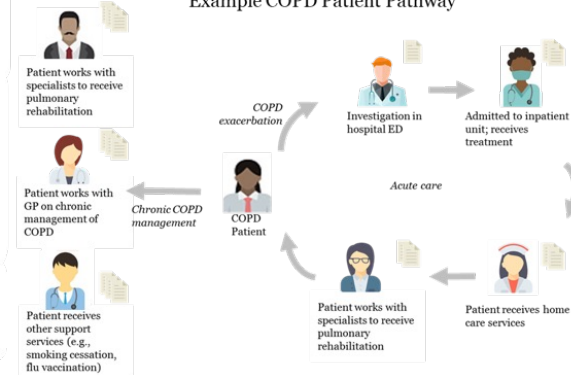 Example COPD Patient Pathway
Patient works with
specialists to receive
pulmonary
rehabilitation
Patient works with
GP on chronic
management of
COPD
Patient receives
other support
services (e.g.,
smoking cessation,
flu vaccination)
Chronic COPD
management
COPD
Patient
COPD
exacerbation
Investigation in
hospital ED
Admitted to inpatient
unit; receives
treatment
Acute care
Patient receives home
care services
Patient works with
specialists to receive
pulmonary
rehabilitation